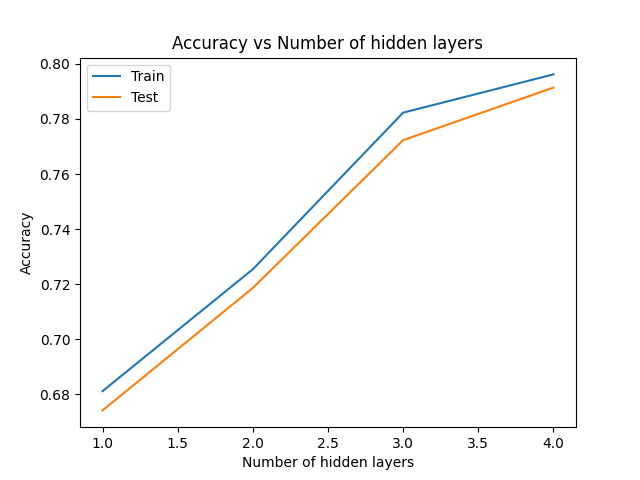 Accuracy vs Number of hidden layers
Train
Test
0.80
0.78
0.76
0.74
0.72
0.70
0.68
Accuracy
1.0 1.5 2.0 2.5 3.0 3.5 4.0
Number of hidden layers